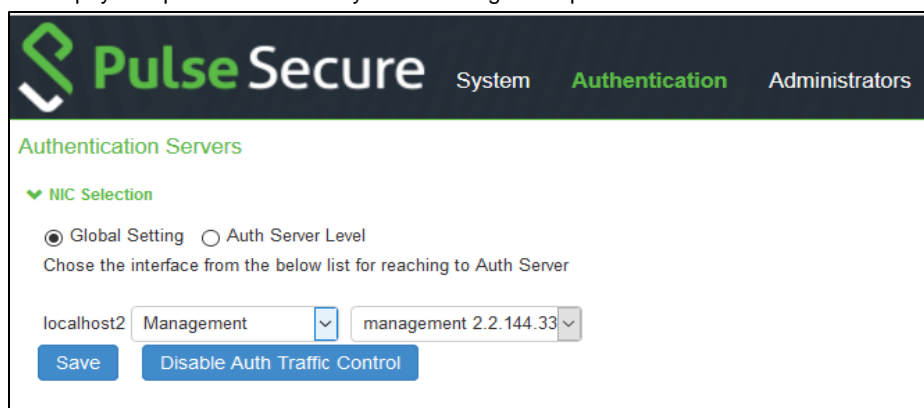 Pulse Secure System Authentication Administrators
Authentication Servers
NIC Selection
Global Setting Auth Server Level
Chose the interface from the below list for reaching to Auth Server
localhost2 Management management 2.2.144.33
Save Disable Auth Traffic Control